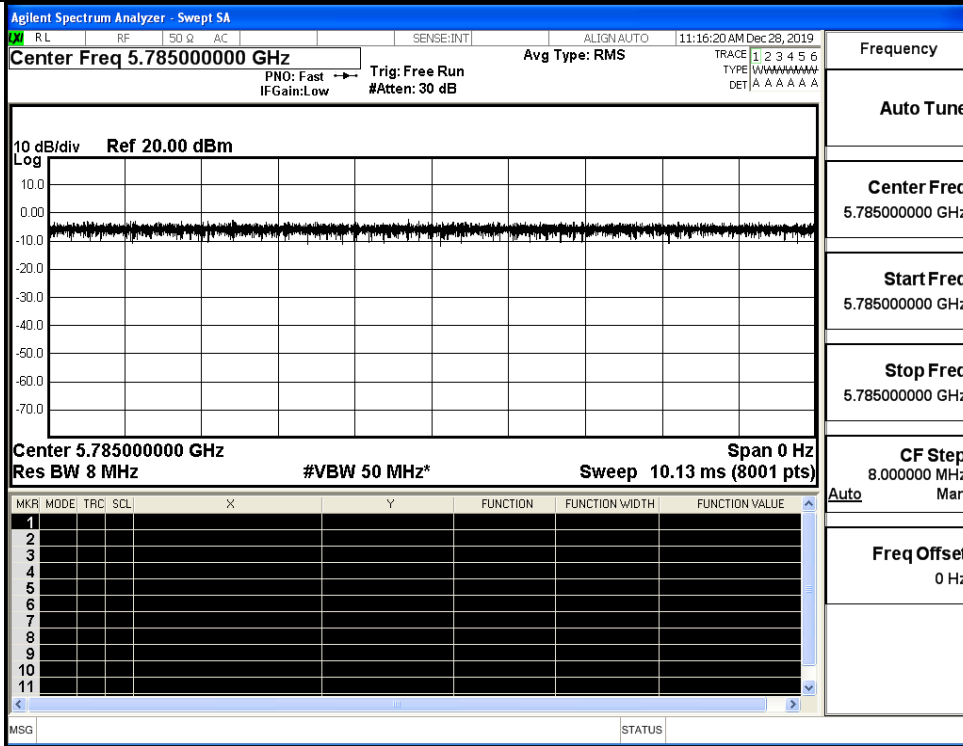 Agilent Spectrum Analyzer - Swept SA
LXI RL RF 50 Ω AC SENSE:INT ALIGN AUTO 11:16:20 AM Dec 28, 2019
Center Freq 5.785000000 GHz
PNO: Fast
IFGain:Low
Trig: Free Run
#Atten: 30 dB
Avg Type: RMS
TRACE 1 2 3 4 5 6
TYPE WWWWWW
DET A A A A A A
10 dB/div Ref 20.00 dBm
Log
10.0
0.00
-10.0
-20.0
-30.0
-40.0
-50.0
-60.0
-70.0
Center 5.785000000 GHz Span 0 Hz
Res BW 8 MHz #VBW 50 MHz* Sweep 10.13 ms (8001 pts)
MKR MODE TRC SCL X Y FUNCTION FUNCTION WIDTH FUNCTION VALUE
1
2
3
4
5
6
7
8
9
10
11
MSG STATUS
Frequency
Auto Tune
Center Freq
5.785000000 GHz
Start Freq
5.785000000 GHz
Stop Freq
5.785000000 GHz
CF Step
8.000000 MHz
Auto Man
Freq Offset
0 Hz